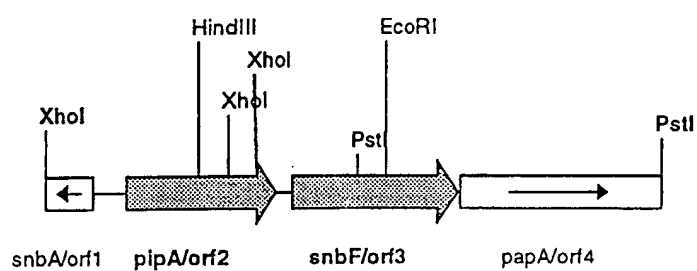 HindIII
EcoRI
XhoI
XhoI
XhoI
PstI
PstI
snbA/orf1
pipA/orf2
snbF/orf3
papA/orf4